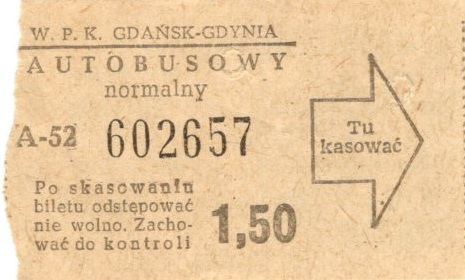 W. P. K. GDAŃSK-GDYNIA
AUTOBUSOWY
normalny
A-52 602657
Tu
kasować
Po skasowaniu
biletu odstępować
nie wolno. Zacho-
wać do kontroli
1,50